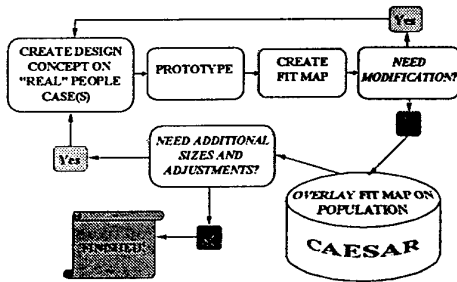 Yes
CREATE DESIGN
CONCEPT ON
"REAL" PEOPLE
CASE(S)
PROTOTYPE
CREATE
FIT MAP
NEED
MODIFICATION?
NEED ADDITIONAL
SIZES AND
ADJUSTMENTS?
Yes
OVERLAY FIT MAP ON
POPULATION
CAESAR